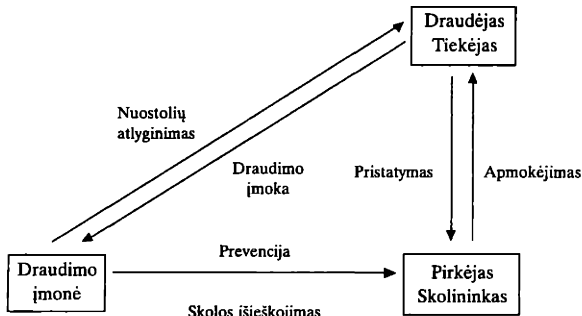 Draudėjas
Tiekėjas
Nuostolių
atlyginimas
Draudimo
įmoka
Pristatymas
Apmokėjimas
Prevencija
Draudimo
įmonė
Pirkėjas
Skolininkas
Skolos išieškojimas